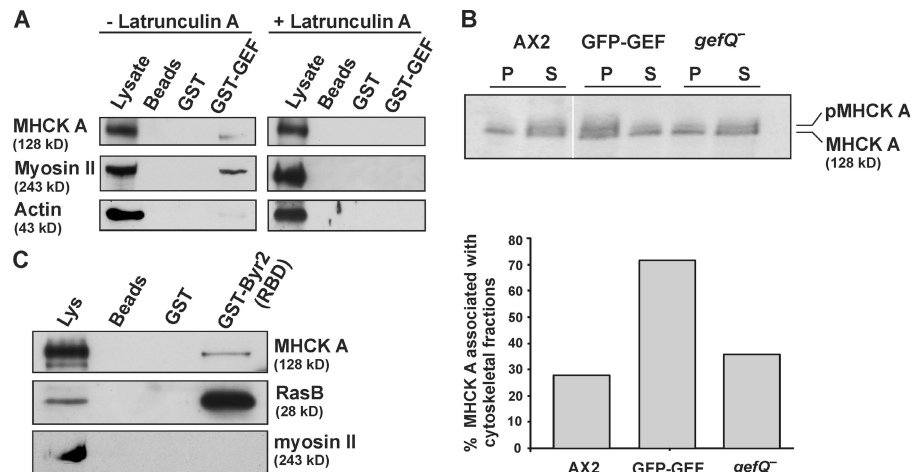 A
- Latrunculin A
+ Latrunculin A
Lysate
Beads
GST
GST-GEF
Lysate
Beads
GST
GST-GEF
MHCK A
(128 kD)
Myosin II
(243 kD)
Actin
(43 kD)
B
AX2 GFP-GEF gefQ⁻
P S P S P S
pMHCK A
MHCK A
(128 kD)
C
Lys
Beads
GST
GST-Byr2
(RBD)
MHCK A
(128 kD)
RasB
(28 kD)
myosin II
(243 kD)
% MHCK A associated with
cytoskeletal fractions
80
70
60
50
40
30
20
10
0
AX2 GFP-GEF gefQ⁻